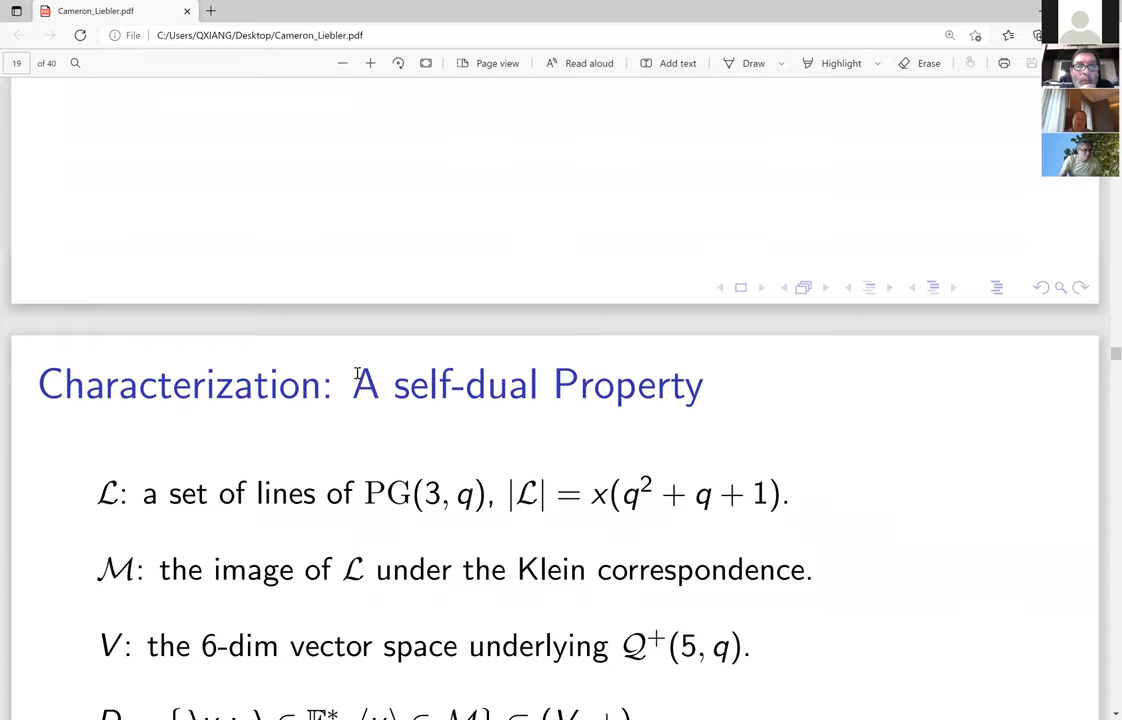 Cameron_Liebler.pdf
File
C:/Users/QXIANG/Desktop/Cameron_Liebler.pdf
19 of 40
Page view
Read aloud
Add text
Draw
Highlight
Erase
Characterization: A self-dual Property
ℒ: a set of lines of PG(3, q), |ℒ| = x(q² + q + 1).
ℳ: the image of ℒ under the Klein correspondence.
V: the 6-dim vector space underlying 𝒬⁺(5, q).